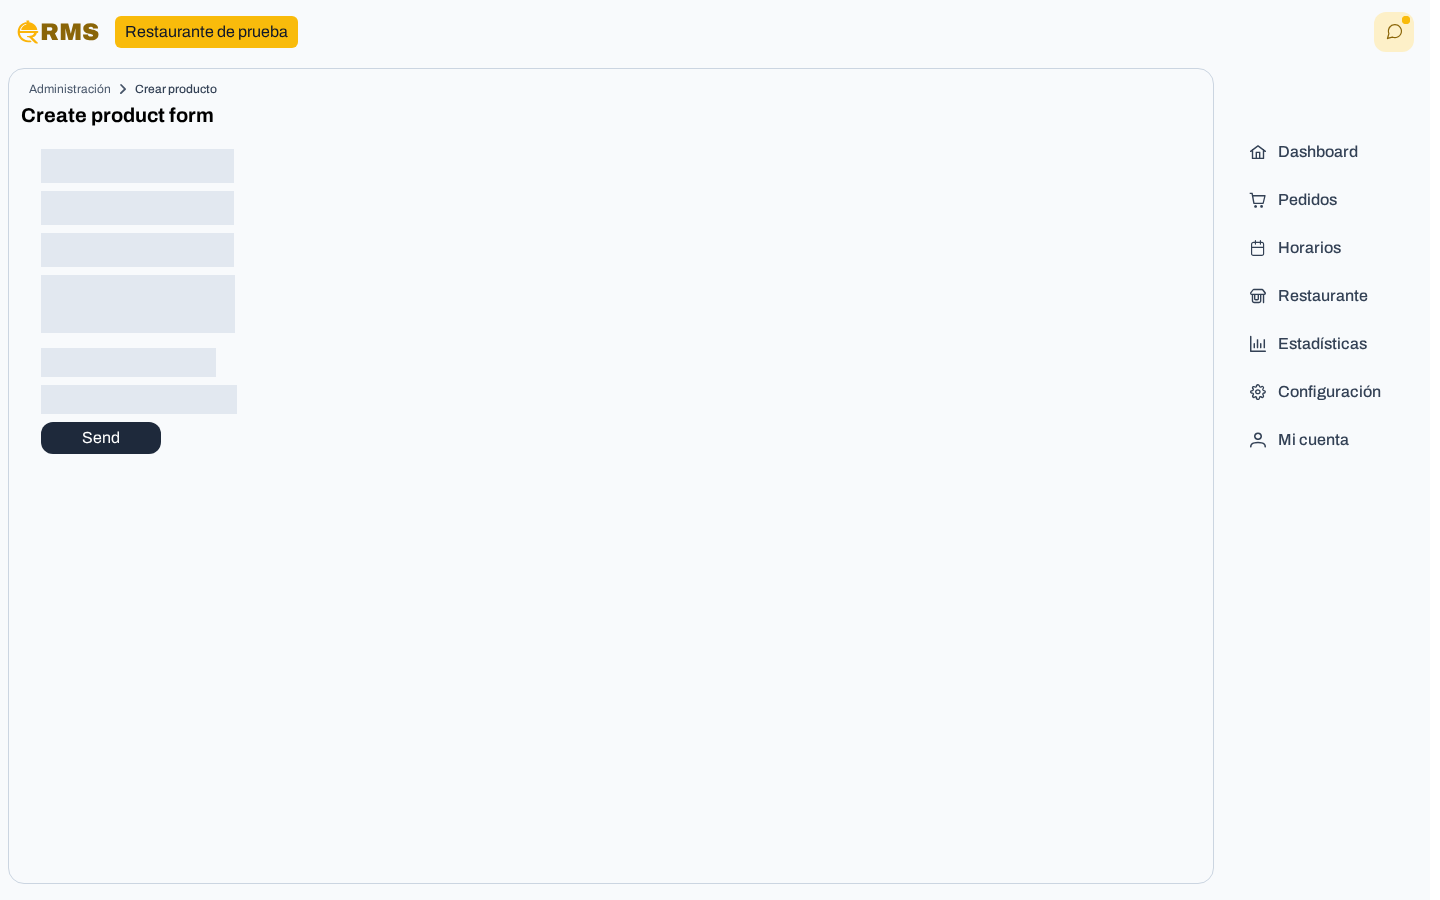 RMS
Restaurante de prueba
Administración
Crear producto
Create product form
Send
Dashboard
Pedidos
Horarios
Restaurante
Estadísticas
Configuración
Mi cuenta